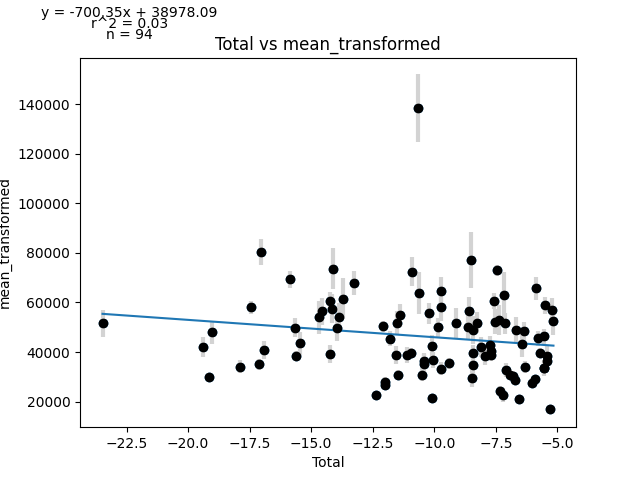 y = -700.35x + 38978.09
r^2 = 0.03
n = 94
Total vs mean_transformed
mean_transformed
140000
120000
100000
80000
60000
40000
20000
−22.5 −20.0 −17.5 −15.0 −12.5 −10.0 −7.5 −5.0
Total